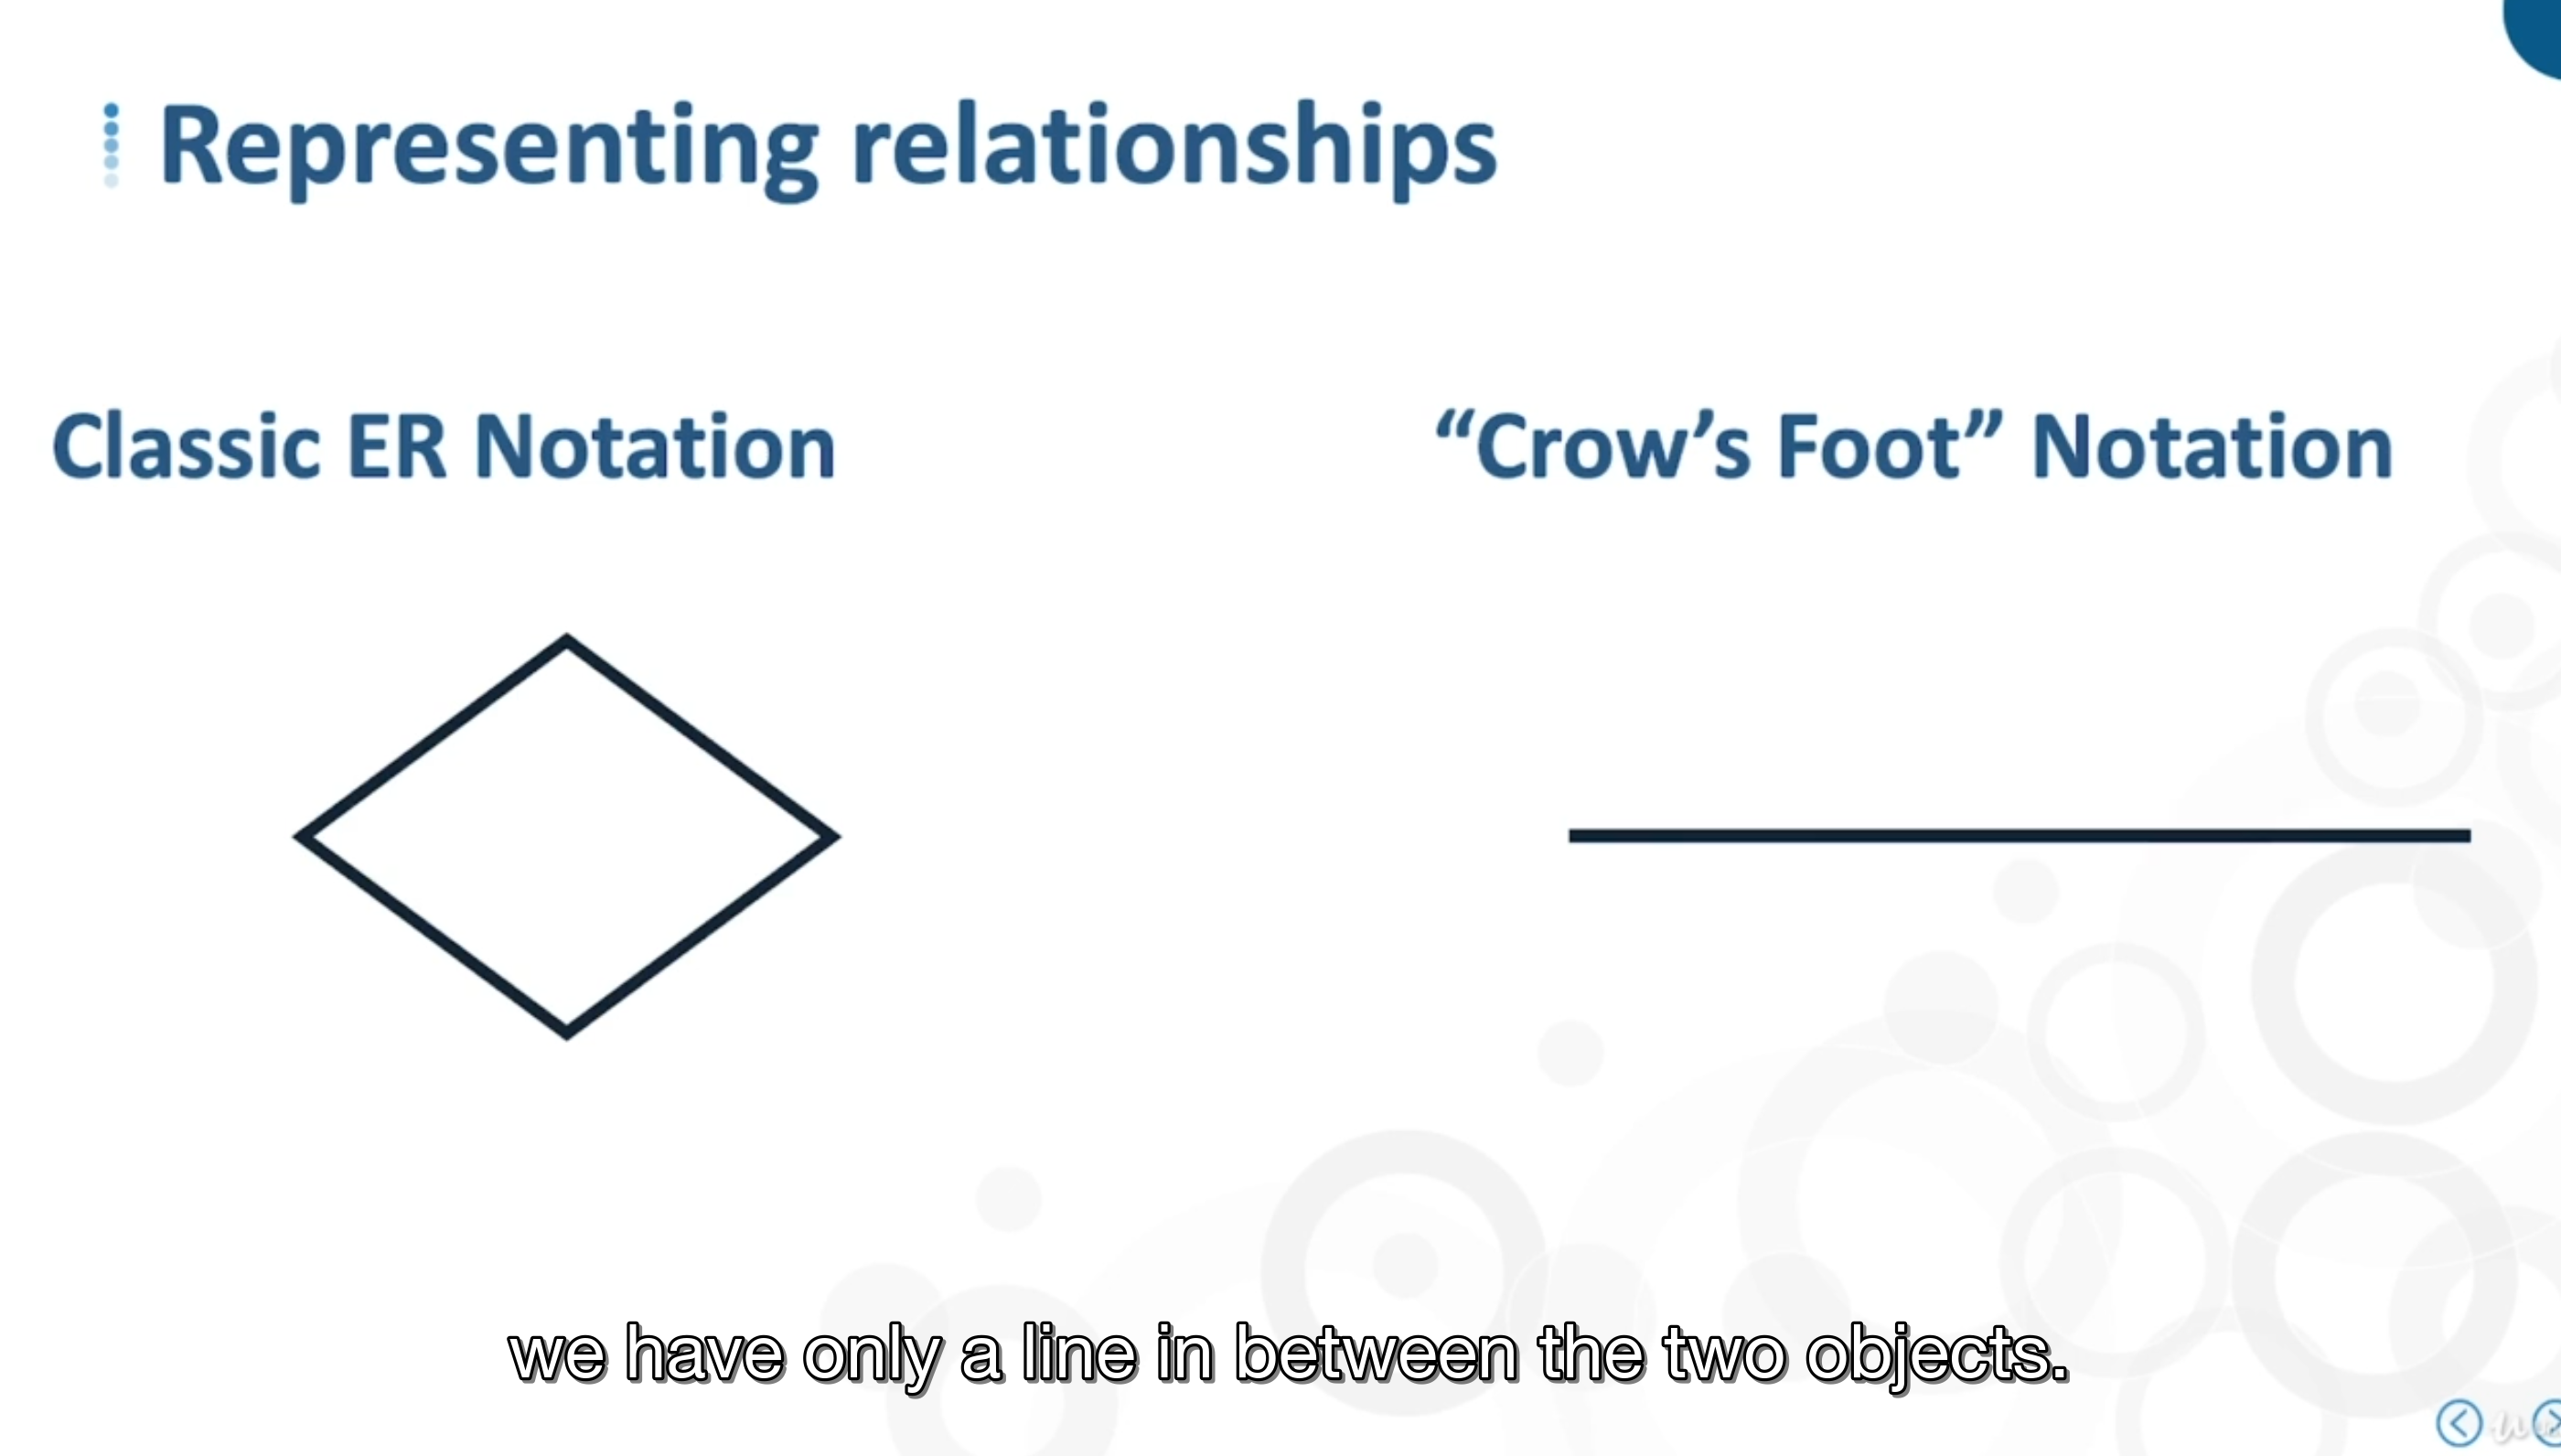 Representing relationships
Classic ER Notation
“Crow’s Foot” Notation
we have only a line in between the two objects.